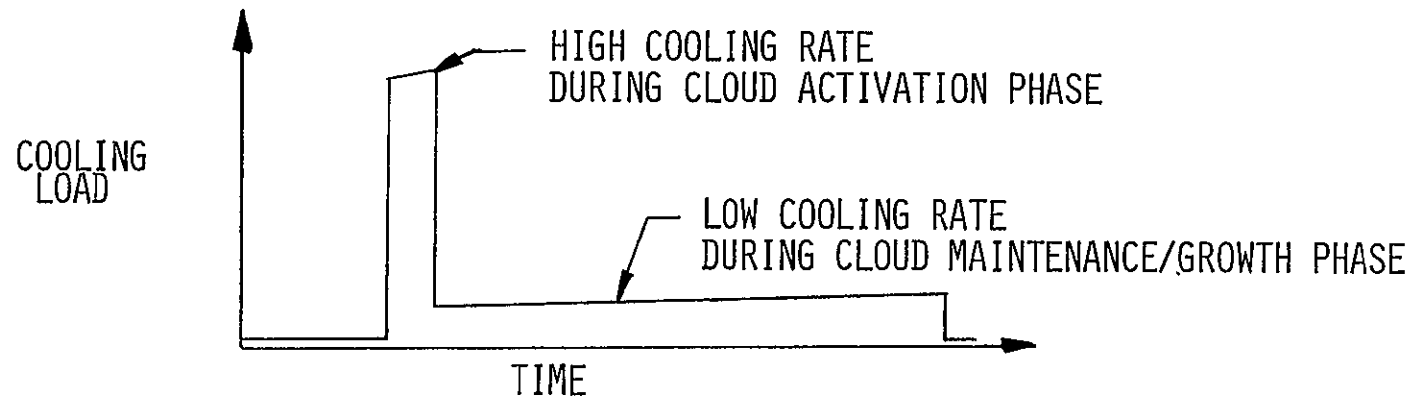 HIGH COOLING RATE
DURING CLOUD ACTIVATION PHASE
COOLING
LOAD
LOW COOLING RATE
DURING CLOUD MAINTENANCE/GROWTH PHASE
TIME